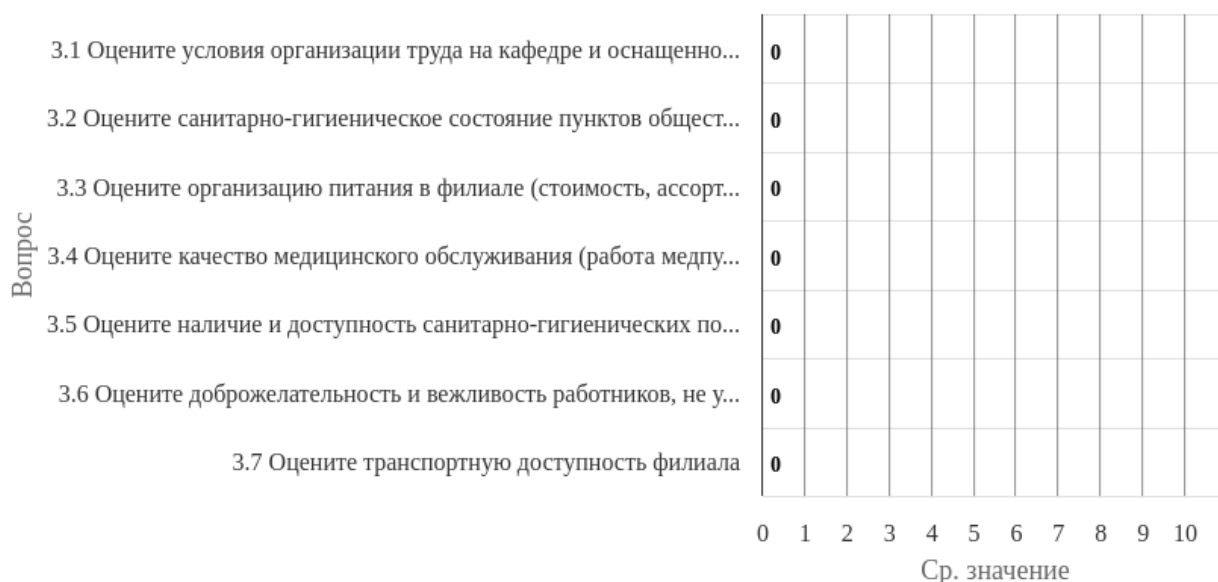 3.1 Оцените условия организации труда на кафедре и оснащенно... 0
3.2 Оцените санитарно-гигиеническое состояние пунктов общест... 0
3.3 Оцените организацию питания в филиале (стоимость, ассорт... 0
3.4 Оцените качество медицинского обслуживания (работа медпу... 0
3.5 Оцените наличие и доступность санитарно-гигиенических по... 0
3.6 Оцените доброжелательность и вежливость работников, не у... 0
3.7 Оцените транспортную доступность филиала 0
Вопрос
0 1 2 3 4 5 6 7 8 9 10
Ср. значение